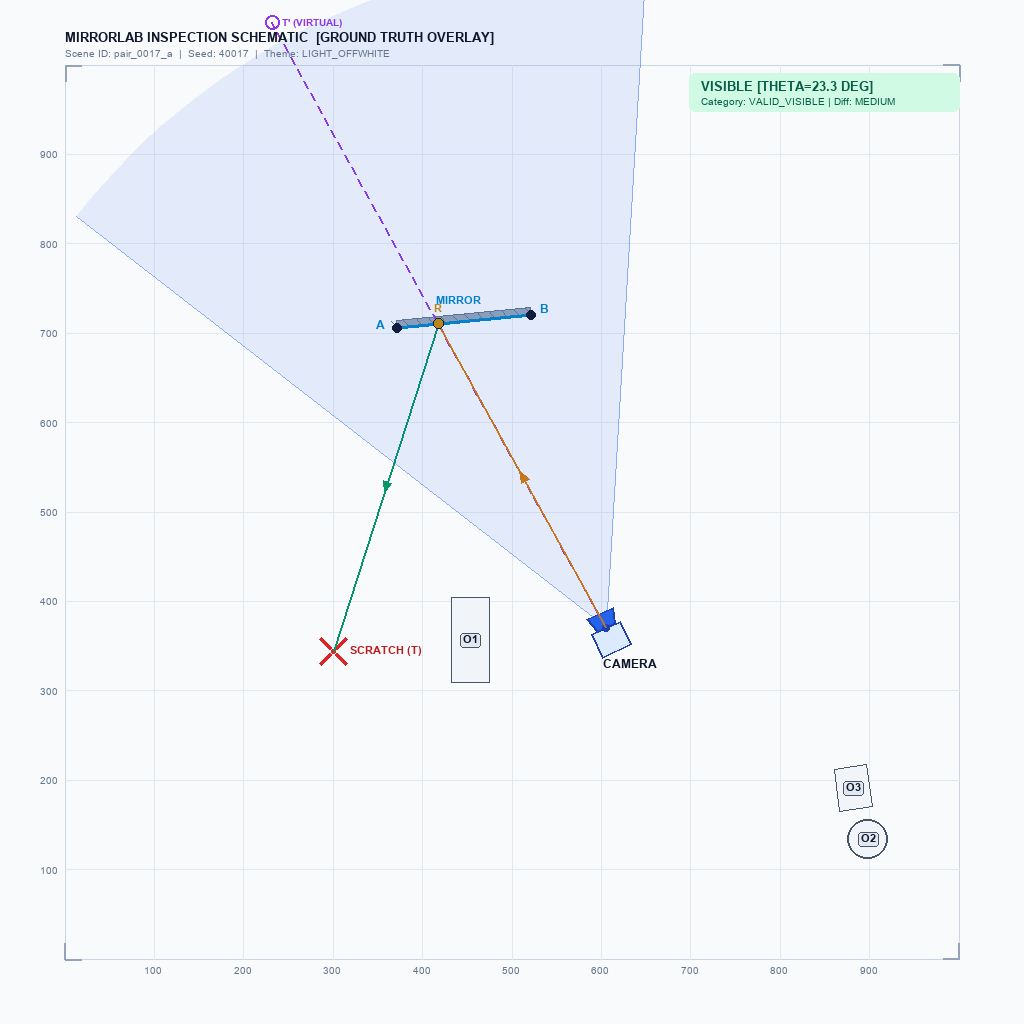 T' (VIRTUAL)
MIRRORLAB INSPECTION SCHEMATIC  [GROUND TRUTH OVERLAY]
Scene ID: pair_0017_a  |  Seed: 40017  |  Theme: LIGHT_OFFWHITE
VISIBLE [THETA=23.3 DEG]
Category: VALID_VISIBLE | Diff: MEDIUM
900
800
MIRROR
R
B
A
700
600
500
400
O1
SCRATCH (T)
CAMERA
300
200
O3
O2
100
100 200 300 400 500 600 700 800 900